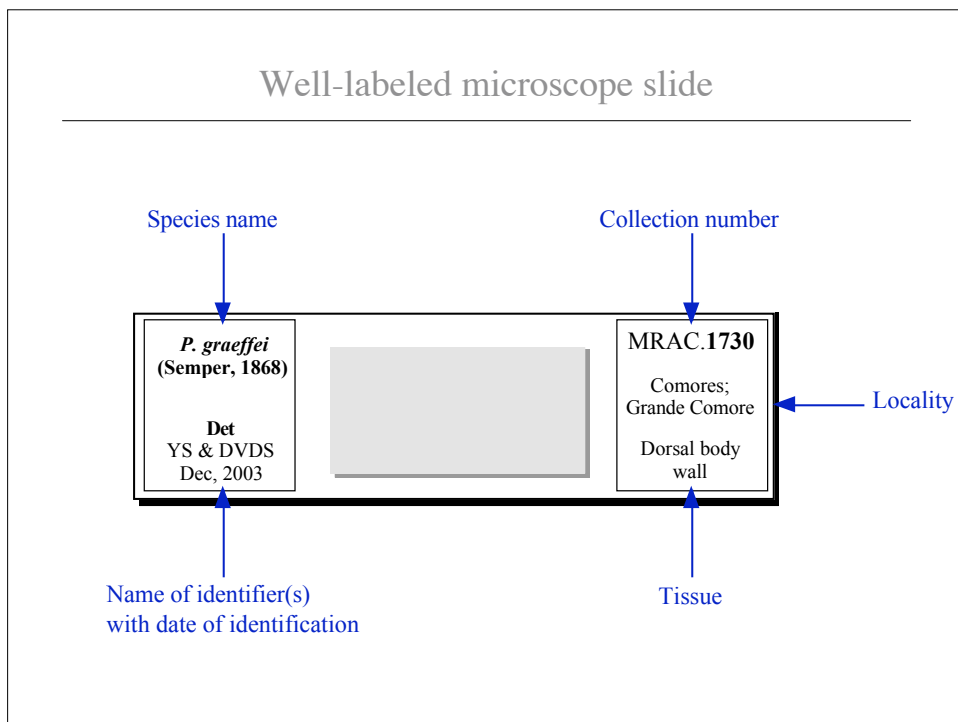 Well-labeled microscope slide
Species name
Collection number
P. graeffei
(Semper, 1868)
Det
YS & DVDS
Dec, 2003
MRAC.1730
Comores;
Grande Comore
Dorsal body
wall
Locality
Name of identifier(s)
with date of identification
Tissue